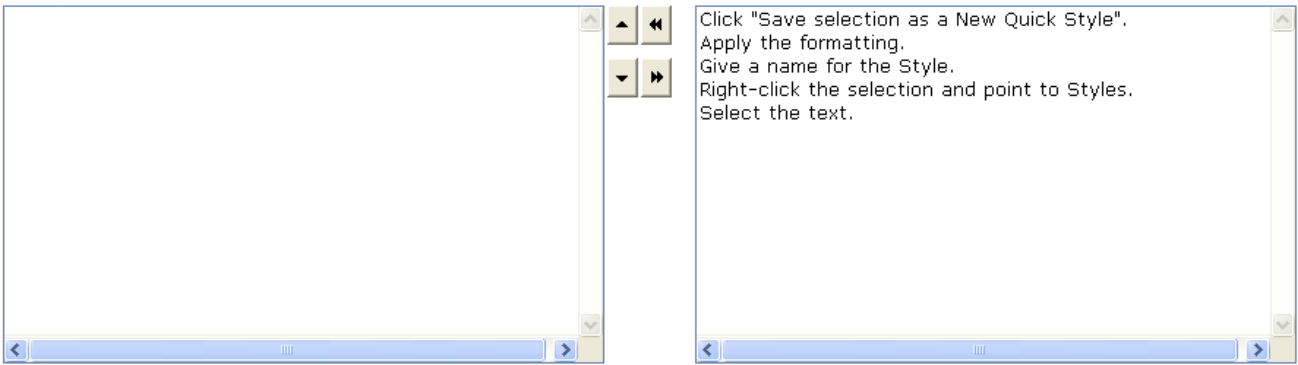 Click "Save selection as a New Quick Style".
Apply the formatting.
Give a name for the Style.
Right-click the selection and point to Styles.
Select the text.